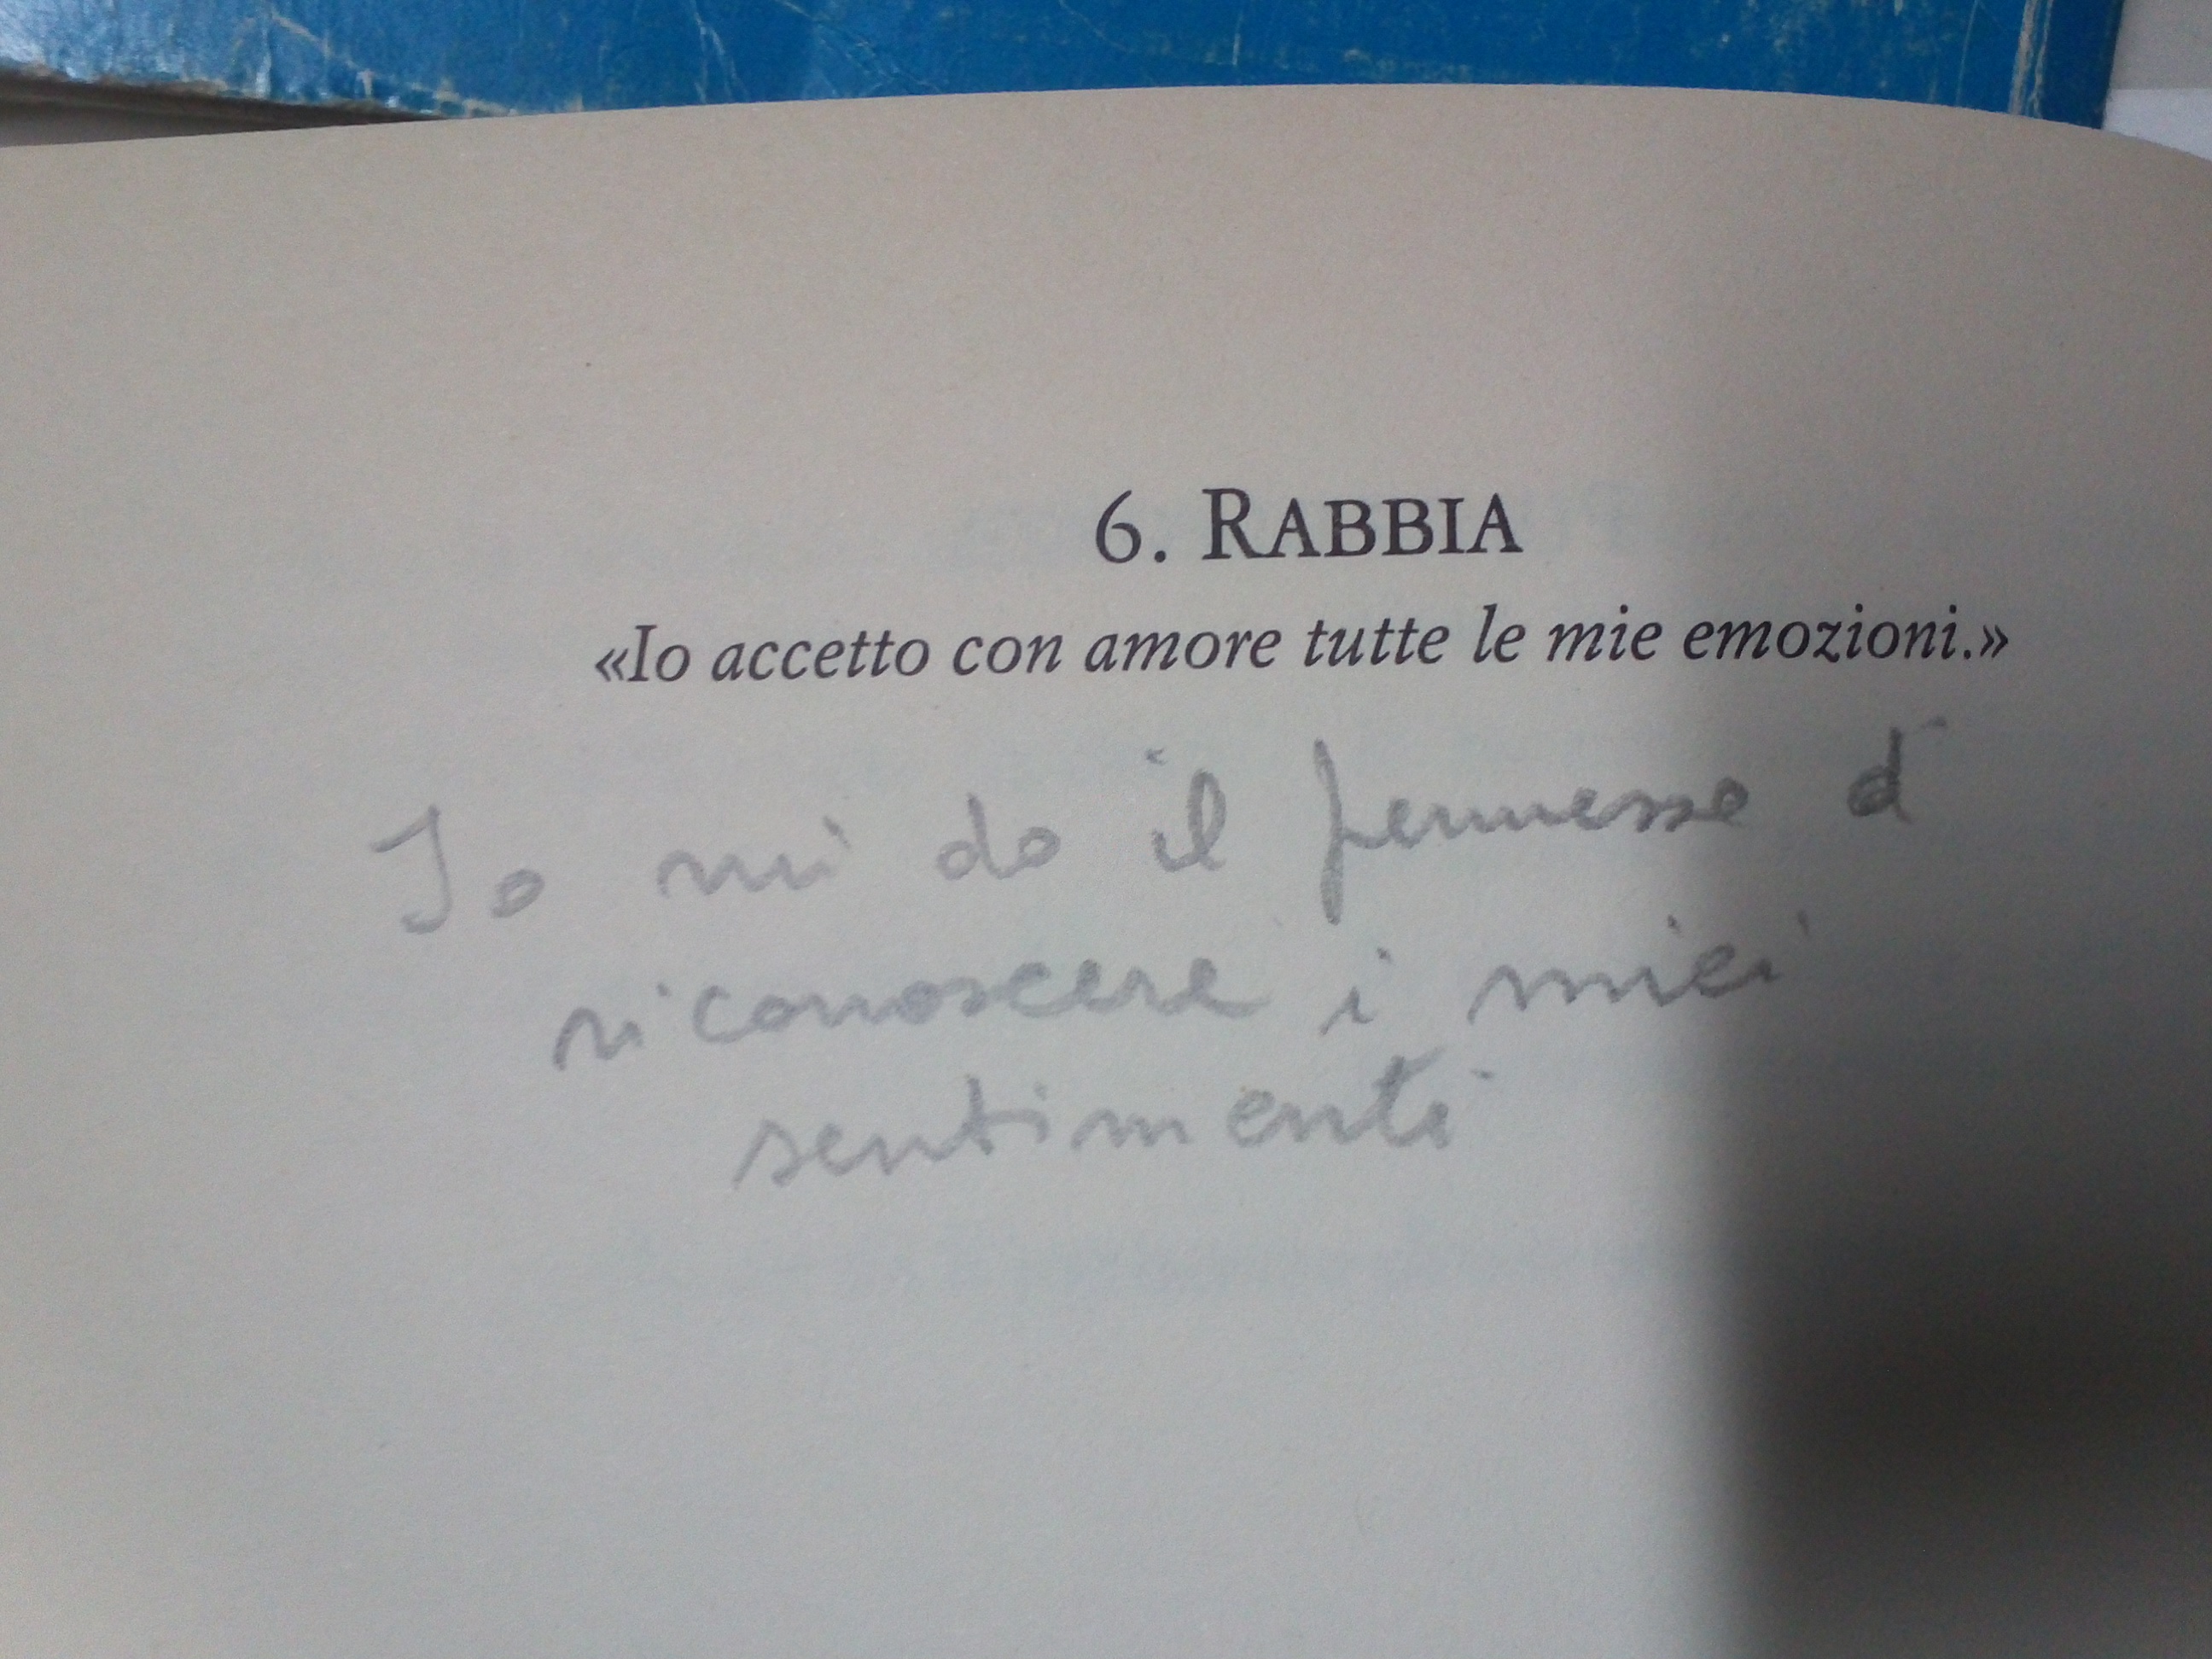 6. RABBIA
«Io accetto con amore tutte le mie emozioni.»
Io mi do il permesso di
riconoscere i miei
sentimenti